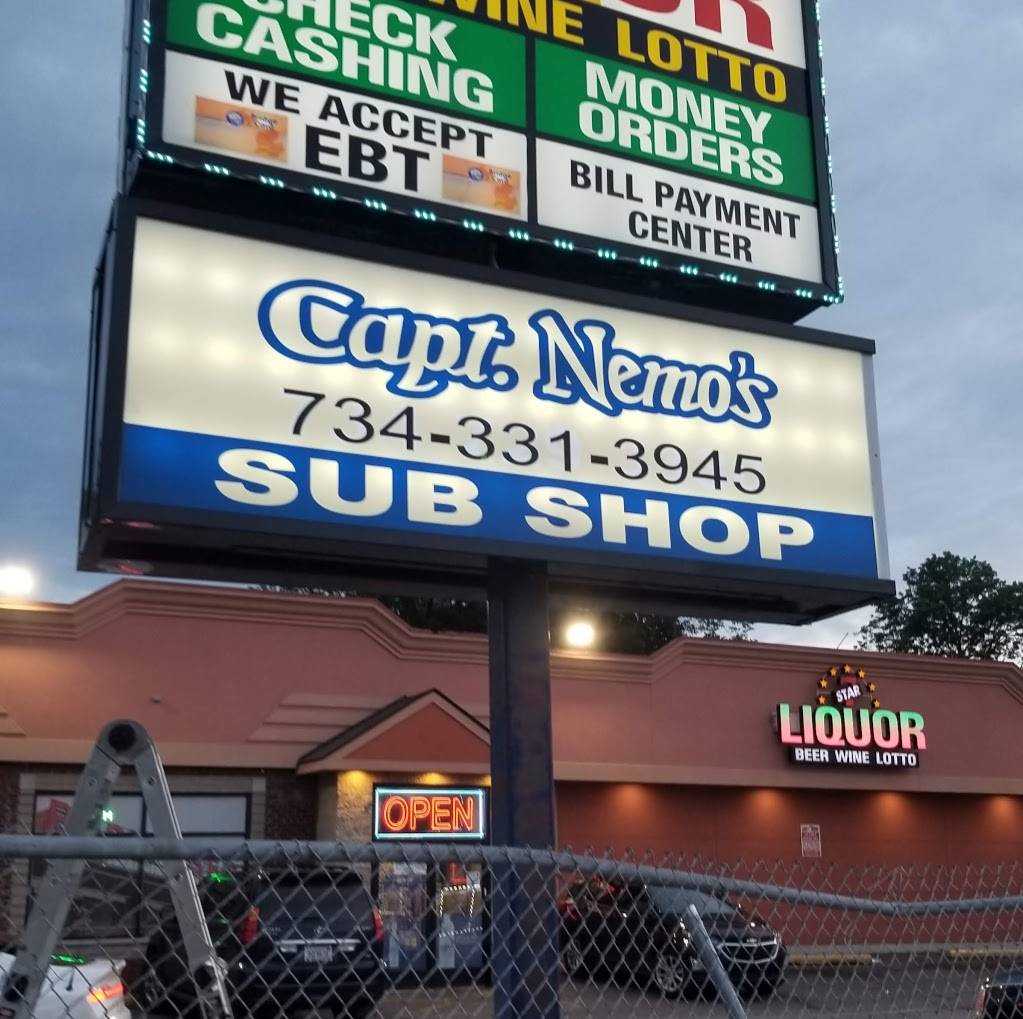 WINE LOTTO
CHECK
CASHING
MONEY
ORDERS
WE ACCEPT
EBT
BILL PAYMENT
CENTER
Capt. Nemo's
734-331-3945
SUB SHOP
7
STAR
LIQUOR
BEER WINE LOTTO
OPEN